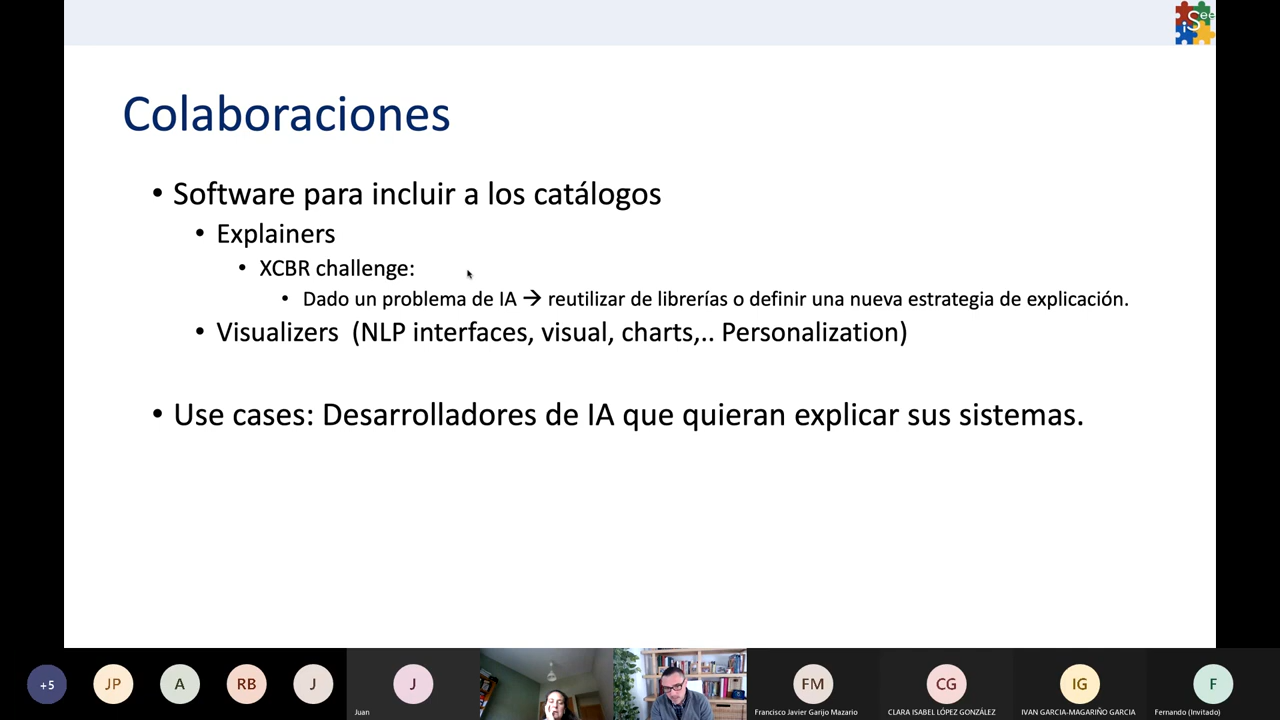 iSee
Colaboraciones
• Software para incluir a los catálogos
• Explainers
• XCBR challenge:
• Dado un problema de IA → reutilizar de librerías o definir una nueva estrategia de explicación.
• Visualizers (NLP interfaces, visual, charts,.. Personalization)
• Use cases: Desarrolladores de IA que quieran explicar sus sistemas.
+5
JP
A
RB
J
J
FM
CG
IG
F
Juan
Francisco Javier Garijo Mazario
CLARA ISABEL LÓPEZ GONZÁLEZ
IVAN GARCIA-MAGARIÑO GARCIA
Fernando (Invitado)